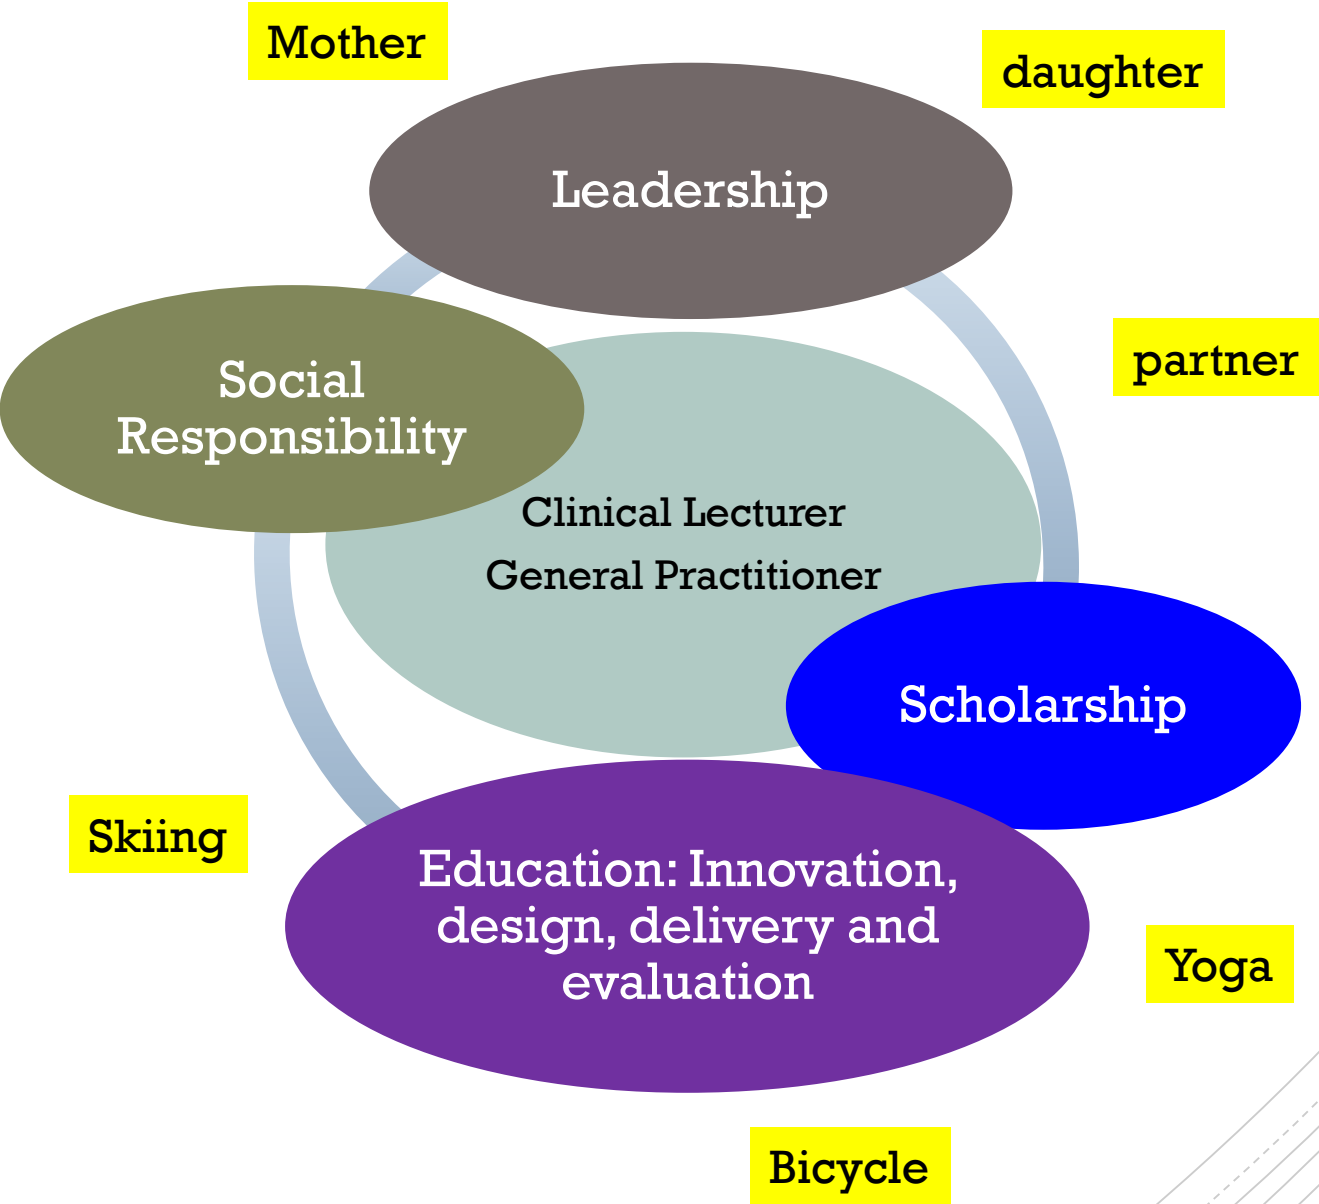 Mother
daughter
Leadership
partner
Social
Responsibility
Clinical Lecturer
General Practitioner
Scholarship
Skiing
Education: Innovation,
design, delivery and
evaluation
Yoga
Bicycle